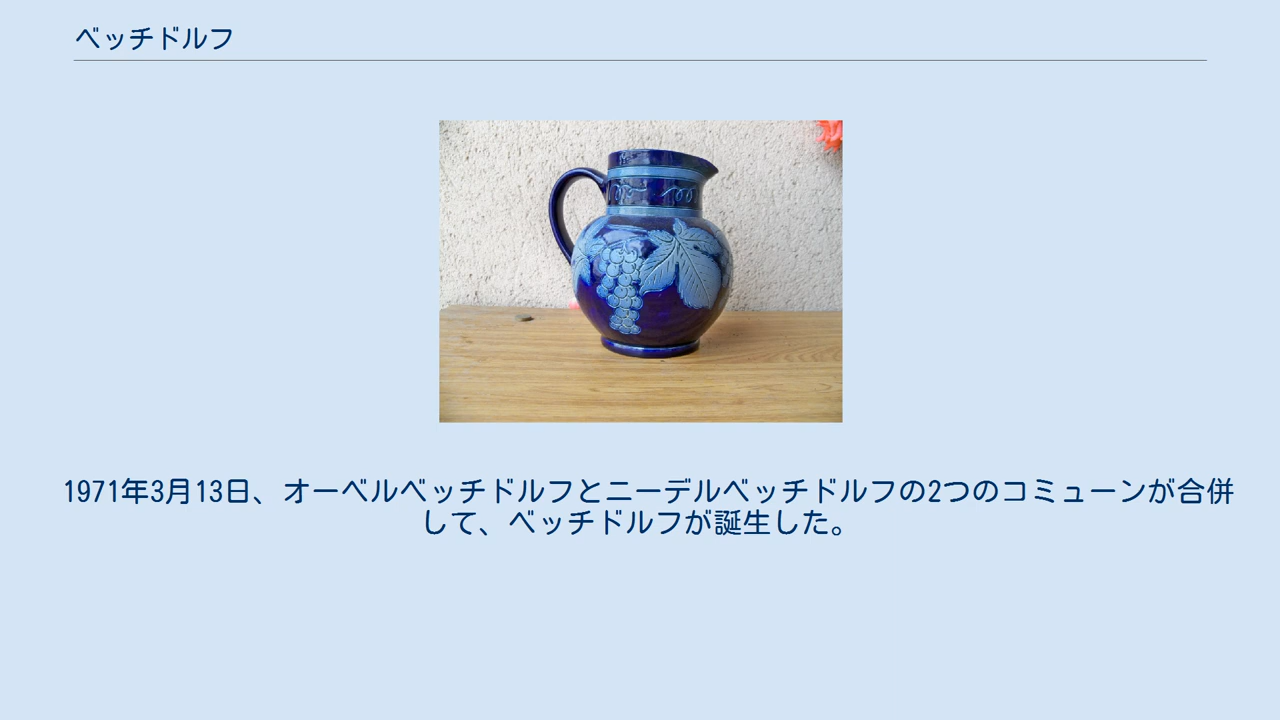 ベッチドルフ
1971年3月13日、オーベルベッチドルフとニーデルベッチドルフの2つのコミューンが合併
して、ベッチドルフが誕生した。